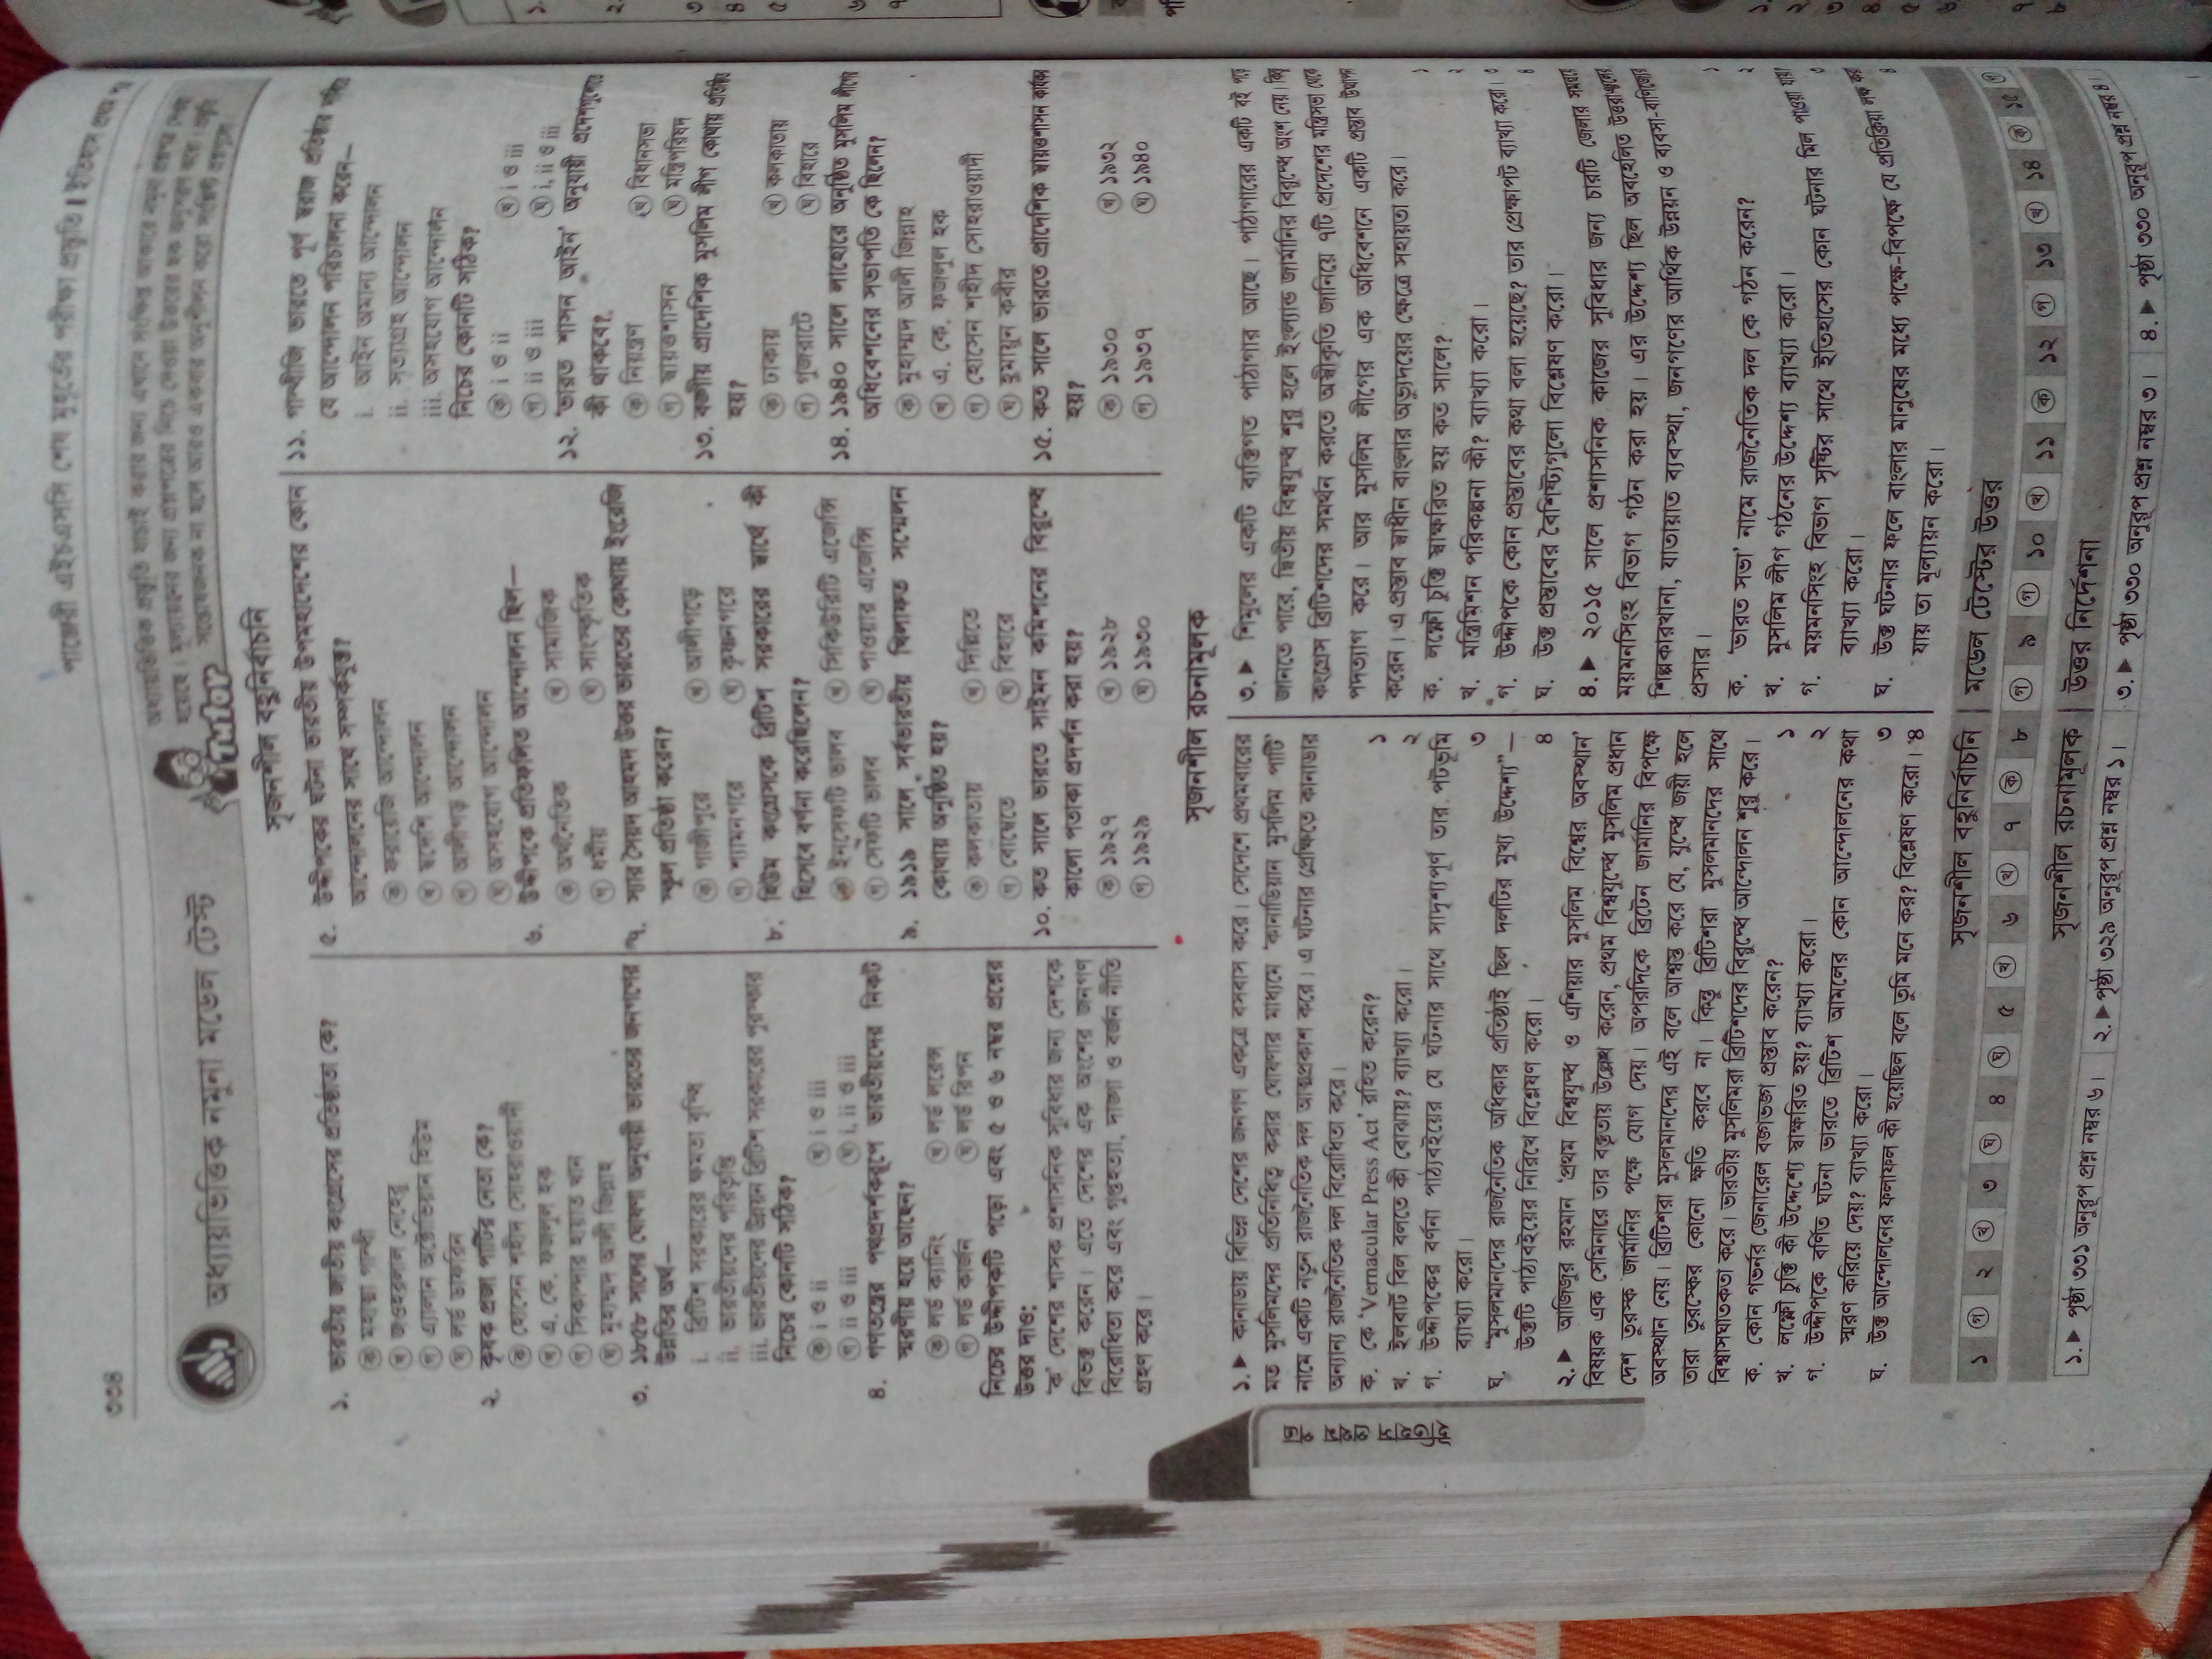 ৩৩৪
পাঞ্জেরী এইচএসসি শেষ মুহূর্তের পরীক্ষা প্রস্তুতি | ইতিহাস প্রথম পত্র
অধ্যায়ভিত্তিক নমুনা মডেল টেস্ট
Tutor
অধ্যায়ভিত্তিক প্রস্তুতি যাচাই করার জন্য এখানে সংক্ষিপ্ত আকারে নমুনা প্রশ্নপত্র দেওয়া
হয়েছে। মূল্যায়নের জন্য প্রশ্নপত্রের নিচে দেওয়া উত্তরের ছক অনুসরণ করে।
সন্তোষজনক না হলে আরও একবার অনুশীলন করো সংশ্লিষ্ট প্রশ্নগুলো।
সৃজনশীল বহুনির্বাচনি
১. ভারতীয় জাতীয় কংগ্রেসের প্রতিষ্ঠাতা কে?
ক মহাত্মা গান্ধী
খ জওহরলাল নেহেরু
গ এ্যালান অক্টোভিয়ান হিউম
ঘ লর্ড ডাফরিন
২. কৃষক প্রজা পার্টির নেতা কে?
ক হোসেন শহীদ সোহরাওয়ার্দী
খ এ. কে. ফজলুল হক
গ সিকান্দার হায়াত খান
ঘ মুহাম্মদ আলী জিন্নাহ
৩. ১৮৫৮ সালের ঘোষণা অনুযায়ী ভারতের জনগণের
উন্নতির অর্থ—
i. ব্রিটিশ সরকারের ক্ষমতা বৃদ্ধি
ii. ভারতীয়দের পরিতৃপ্তি
iii. ভারতীয়দের উন্নয়ন ব্রিটিশ সরকারের পুরস্কার
নিচের কোনটি সঠিক?
ক i ও ii খ i ও iii
গ ii ও iii ঘ i, ii ও iii
৪. গণতন্ত্রের পথপ্রদর্শকরূপে ভারতীয়দের নিকট
স্মরণীয় হয়ে আছেন?
ক লর্ড ক্যানিং খ লর্ড লরেন্স
গ লর্ড কার্জন ঘ লর্ড রিপন
নিচের উদ্দীপকটি পড়ো এবং ৫ ও ৬ নম্বর প্রশ্নের
উত্তর দাও:
‘ক’ দেশের শাসক প্রশাসনিক সুবিধার জন্য দেশকে
বিভক্ত করেন। এতে দেশের এক অংশের জনগণ
বিরোধিতা করে এবং গুপ্তহত্যা, দাঙ্গা ও বর্জন নীতি
গ্রহণ করে।
৫. উদ্দীপকের ঘটনা ভারতীয় উপমহাদেশের কোন
আন্দোলনের সাথে সম্পর্কযুক্ত?
ক ফরায়েজি আন্দোলন
খ স্বদেশি আন্দোলন
গ আলীগড় আন্দোলন
ঘ অসহযোগ আন্দোলন
৬. উদ্দীপকে প্রতিফলিত আন্দোলন ছিল—
ক অর্থনৈতিক খ সামাজিক
গ ধর্মীয় ঘ সাংস্কৃতিক
৭. স্যার সৈয়দ আহমদ উত্তর ভারতের কোথায় ইংরেজি
স্কুল প্রতিষ্ঠা করেন?
ক গাজীপুরে খ আলীগড়ে
গ শ্যামনগরে ঘ কৃষ্ণনগরে
৮. হিউম কংগ্রেসকে ব্রিটিশ সরকারের স্বার্থে কী
হিসেবে বর্ণনা করেছিলেন?
ক ইনসেফটি ভালব খ সিকিউরিটি এজেন্সি
গ সেফটি ভালব ঘ পাওয়ার এজেন্সি
৯. ১৯১৯ সালে সর্বভারতীয় খিলাফত সম্মেলন
কোথায় অনুষ্ঠিত হয়?
ক কলকাতায় খ দিল্লিতে
গ বোম্বেতে ঘ বিহারে
১০. কত সালে ভারতে সাইমন কমিশনের বিরুদ্ধে
কালো পতাকা প্রদর্শন করা হয়?
ক ১৯২৭ খ ১৯২৮
গ ১৯২৯ ঘ ১৯৩০
১১. গান্ধীজি ভারতে পূর্ণ স্বরাজ প্রতিষ্ঠার
যে আন্দোলন পরিচালনা করেন—
i. আইন অমান্য আন্দোলন
ii. সত্যাগ্রহ আন্দোলন
iii. অসহযোগ আন্দোলন
নিচের কোনটি সঠিক?
ক i ও ii খ i ও iii
গ ii ও iii ঘ i, ii ও iii
১২. ‘ভারত শাসন আইন’ অনুযায়ী প্রদেশগুলোতে
কী থাকবে?
ক নিয়ন্ত্রণ খ বিধানসভা
গ স্বায়ত্তশাসন ঘ মন্ত্রিপরিষদ
১৩. বঙ্গীয় প্রাদেশিক মুসলিম লীগ কোথায় প্রতিষ্ঠিত
হয়?
ক ঢাকায় খ কলকাতায়
গ গুজরাটে ঘ বিহারে
১৪. ১৯৪০ সালে লাহোরে অনুষ্ঠিত মুসলিম লীগের
অধিবেশনের সভাপতি কে ছিলেন?
ক মুহাম্মদ আলী জিন্নাহ
খ এ. কে. ফজলুল হক
গ হোসেন শহীদ সোহরাওয়ার্দী
ঘ হুমায়ুন কবীর
১৫. কত সালে ভারতে প্রাদেশিক স্বায়ত্তশাসন কার্যকর
হয়?
ক ১৯৩০ খ ১৯৩২
গ ১৯৩৭ ঘ ১৯৪০
সৃজনশীল রচনামূলক
ইতিহাস প্রথম পত্র
১.▶ কানাডায় বিভিন্ন দেশের জনগণ একত্রে বসবাস করে। সেদেশে প্রথমবারের
মত মুসলিমদের প্রতিনিধিত্ব করার ঘোষণার মাধ্যমে ‘কানাডিয়ান মুসলিম পার্টি’
নামে একটি নতুন রাজনৈতিক দল আত্মপ্রকাশ করে। এ ঘটনার প্রেক্ষিতে কানাডার
অন্যান্য রাজনৈতিক দল বিরোধিতা করে।
ক. কে ‘Vernacular Press Act’ রহিত করেন? ১
খ. ইলবার্ট বিল বলতে কী বোঝায়? ব্যাখ্যা করো। ২
গ. উদ্দীপকের বর্ণনা পাঠ্যবইয়ের যে ঘটনার সাথে সাদৃশ্যপূর্ণ তার পটভূমি
ব্যাখ্যা করো। ৩
ঘ. “মুসলমানদের রাজনৈতিক অধিকার প্রতিষ্ঠাই ছিল দলটির মুখ্য উদ্দেশ্য”—
উক্তটি পাঠ্যবইয়ের নিরিখে বিশ্লেষণ করো। ৪
২.▶ আজিজুর রহমান ‘প্রথম বিশ্বযুদ্ধ ও এশিয়ার মুসলিম বিশ্বের অবস্থান’
বিষয়ক এক সেমিনারে তার বক্তৃতায় উল্লেখ করেন, প্রথম বিশ্বযুদ্ধে মুসলিম প্রধান
দেশ তুরস্ক জার্মানির পক্ষে যোগ দেয়। অপরদিকে ব্রিটেন জার্মানির বিপক্ষে
অবস্থান নেয়। ব্রিটিশরা মুসলমানদের এই বলে আশ্বস্ত করে যে, যুদ্ধে জয়ী হলে
তারা তুরস্কের কোনো ক্ষতি করবে না। কিন্তু ব্রিটিশরা মুসলমানদের সাথে
বিশ্বাসঘাতকতা করে। ভারতীয় মুসলিমরা ব্রিটিশদের বিরুদ্ধে আন্দোলন শুরু করে।
ক. কোন গভর্নর জেনারেল বঙ্গভঙ্গ প্রস্তাব করেন? ১
খ. লক্ষ্ণৌ চুক্তি কী উদ্দেশ্যে স্বাক্ষরিত হয়? ব্যাখ্যা করো। ২
গ. উদ্দীপকে বর্ণিত ঘটনা ভারতে ব্রিটিশ আমলের কোন আন্দোলনের কথা
স্মরণ করিয়ে দেয়? ব্যাখ্যা করো। ৩
ঘ. উক্ত আন্দোলনের ফলাফল কী হয়েছিল বলে তুমি মনে কর? বিশ্লেষণ করো। ৪
৩.▶ শিমুলের একটি ব্যক্তিগত পাঠাগার আছে। পাঠাগারের একটি বই পড়ে
জানতে পারে, দ্বিতীয় বিশ্বযুদ্ধ শুরু হলে ইংল্যান্ড জার্মানির বিরুদ্ধে অংশ নেয়। কিন্তু
কংগ্রেস ব্রিটিশদের সমর্থন করতে অস্বীকৃতি জানিয়ে ৭টি প্রদেশের মন্ত্রিসভা থেকে
পদত্যাগ করে। আর মুসলিম লীগের এক অধিবেশনে একটি প্রস্তাব উত্থাপন
করেন। এ প্রস্তাব স্বাধীন বাংলার অভ্যুদয়ের ক্ষেত্রে সহায়তা করে।
ক. লক্ষ্ণৌ চুক্তি স্বাক্ষরিত হয় কত সালে? ১
খ. মন্ত্রিমিশন পরিকল্পনা কী? ব্যাখ্যা করো। ২
গ. উদ্দীপকে কোন প্রস্তাবের কথা বলা হয়েছে? তার প্রেক্ষাপট ব্যাখ্যা করো। ৩
ঘ. উক্ত প্রস্তাবের বৈশিষ্ট্যগুলো বিশ্লেষণ করো। ৪
৪.▶ ২০১৫ সালে প্রশাসনিক কাজের সুবিধার জন্য চারটি জেলার সমন্বয়ে
ময়মনসিংহ বিভাগ গঠন করা হয়। এর উদ্দেশ্য ছিল অবহেলিত উত্তরাঞ্চলের
শিল্পকারখানা, যাতায়াত ব্যবস্থা, জনগণের আর্থিক উন্নয়ন ও ব্যবসা-বাণিজ্যের
প্রসার।
ক. ‘ভারত সভা’ নামে রাজনৈতিক দল কে গঠন করেন? ১
খ. মুসলিম লীগ গঠনের উদ্দেশ্য ব্যাখ্যা করো। ২
গ. ময়মনসিংহ বিভাগ সৃষ্টির সাথে ইতিহাসের কোন ঘটনার মিল পাওয়া যায়?
ব্যাখ্যা করো। ৩
ঘ. উক্ত ঘটনার ফলে বাংলার মানুষের মধ্যে পক্ষে-বিপক্ষে যে প্রতিক্রিয়া লক্ষ করা
যায় তা মূল্যায়ন করো। ৪
সৃজনশীল বহুনির্বাচনি | মডেল টেস্টের উত্তর
১ গ ২ খ ৩ ঘ ৪ ঘ ৫ খ ৬ খ ৭ ক ৮ গ ৯ গ ১০ খ ১১ ক ১২ গ ১৩ খ ১৪ ক ১৫ গ
সৃজনশীল রচনামূলক | উত্তর নির্দেশনা
১.▶ পৃষ্ঠা ৩৩১ অনুরূপ প্রশ্ন নম্বর ৬। ২.▶ পৃষ্ঠা ৩২৯ অনুরূপ প্রশ্ন নম্বর ১। ৩.▶ পৃষ্ঠা ৩৩০ অনুরূপ প্রশ্ন নম্বর ৩। ৪.▶ পৃষ্ঠা ৩৩০ অনুরূপ প্রশ্ন নম্বর ৪।